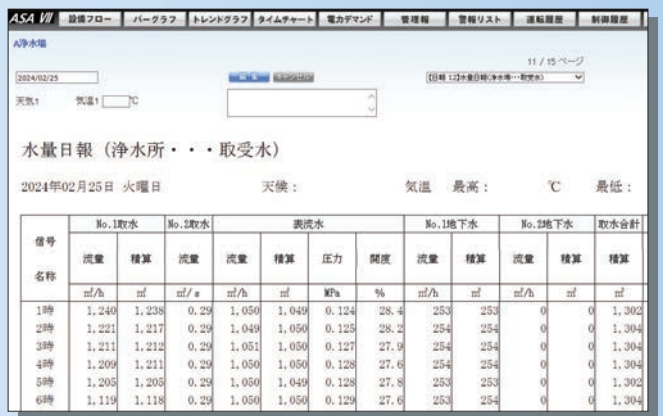 ASA Ⅶ 設備フロー バーグラフ トレンドグラフ タイムチャート 電力デマンド 管理報 警報リスト 運転履歴 制御履歴
A浄水場
11 / 15 ページ
2024/02/25 キャンセル 【日報 12】水量日報(浄水場・・・取受水)
天気1 気温1 ℃
水量日報（浄水所・・・取受水）
2024年02月25日 火曜日 天候： 気温 最高： ℃ 最低：
信号名称 No.1取水 No.2取水 表流水 No.1地下水 No.2地下水 取水合計
流量 積算 流量 流量 積算 圧力 開度 流量 積算 流量 積算 積算
㎥/h ㎥ ㎥/s ㎥/h ㎥ MPa % ㎥/h ㎥ ㎥/h ㎥ ㎥
1時 1,240 1,238 0.29 1,050 1,049 0.124 28.4 253 253 0 0 1,302
2時 1,221 1,217 0.29 1,049 1,050 0.125 28.2 254 254 0 0 1,304
3時 1,211 1,212 0.29 1,051 1,050 0.127 27.9 254 254 0 0 1,304
4時 1,209 1,211 0.29 1,050 1,050 0.128 27.6 254 254 0 0 1,304
5時 1,205 1,205 0.29 1,050 1,049 0.128 27.8 253 253 0 0 1,302
6時 1,119 1,118 0.29 1,050 1,050 0.129 27.6 253 254 0 0 1,304